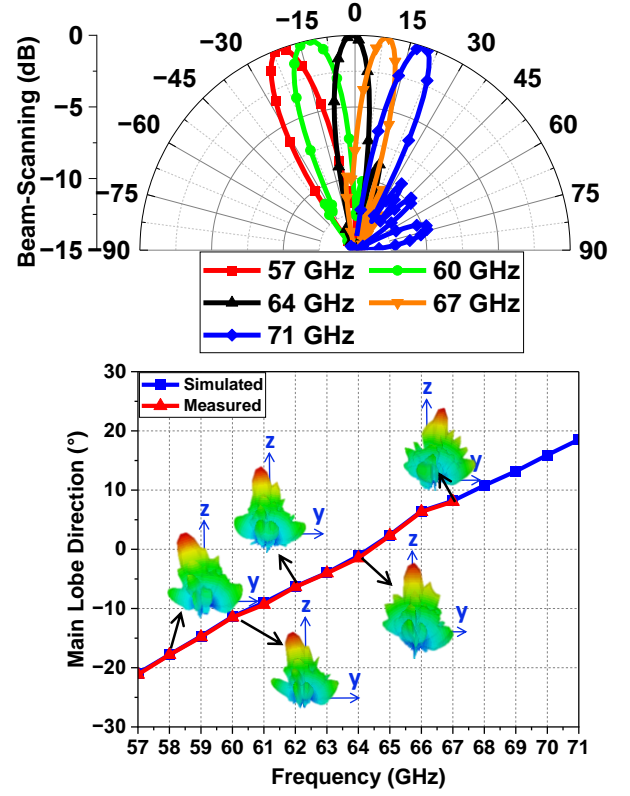 0
−15
15
−30
30
−45
45
−60
60
−75
75
−90
90
0
−5
−10
−15
Beam-Scanning (dB)
57 GHz
60 GHz
64 GHz
67 GHz
71 GHz
30
20
10
0
−10
−20
−30
Main Lobe Direction (°)
Simulated
Measured
z
y
z
y
z
y
z
y
z
y
57 58 59 60 61 62 63 64 65 66 67 68 69 70 71
Frequency (GHz)